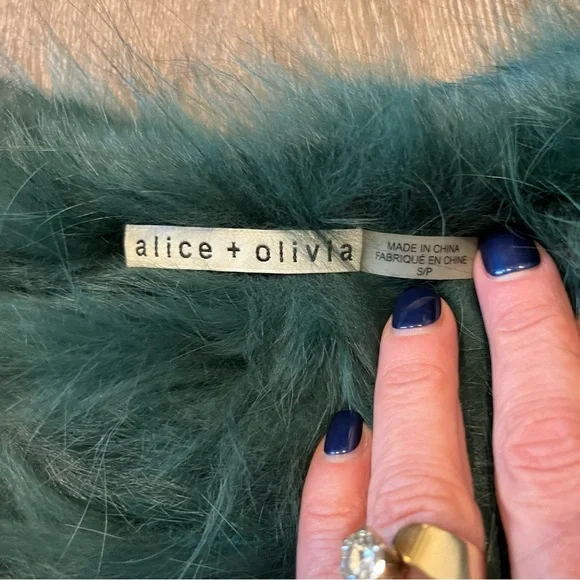 alice + olivia
MADE IN CHINA
FABRIQUÉ EN CHINE
S/P